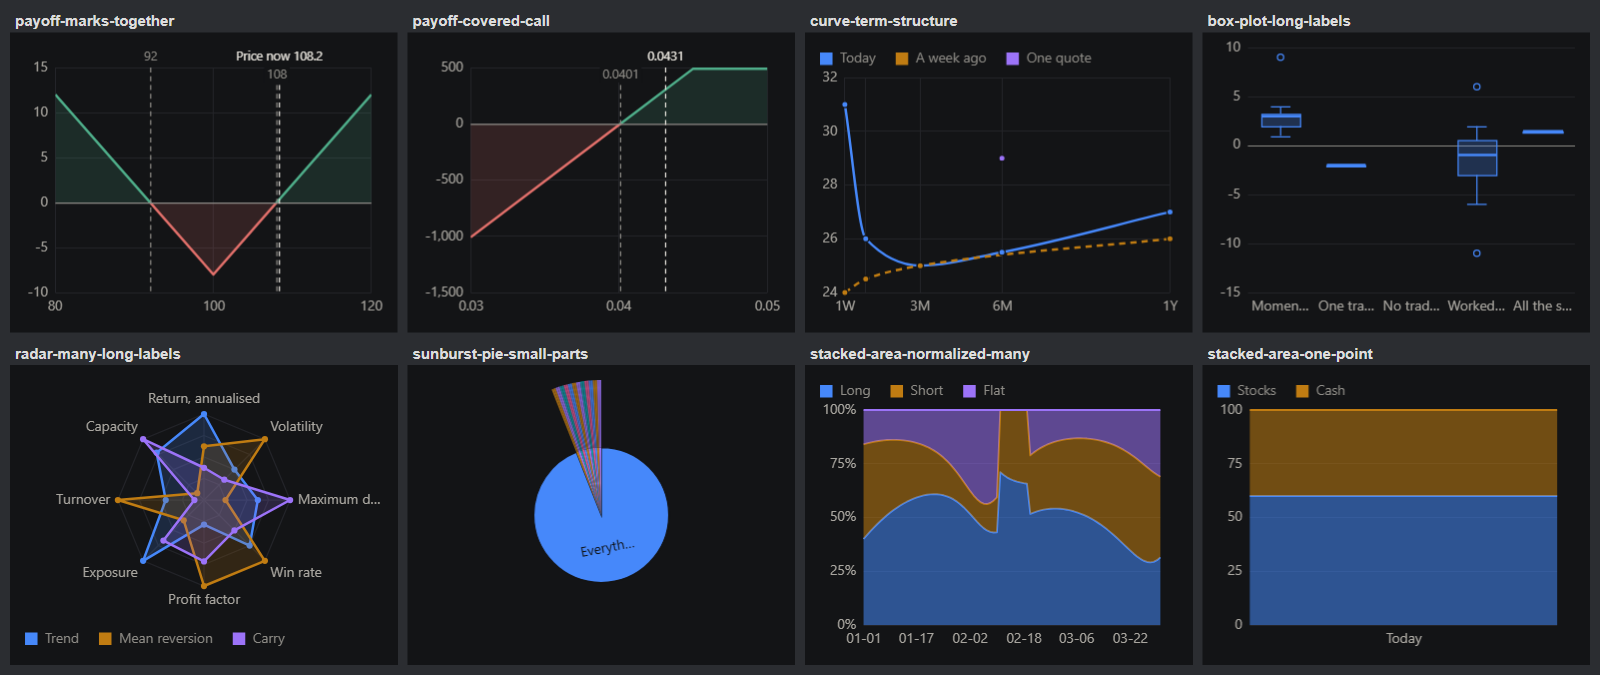 payoff-marks-together
92
Price now 108.2
108
15
10
5
0
-5
-10
80
100
120
payoff-covered-call
0.0431
0.0401
500
0
-500
-1,000
-1,500
0.03
0.04
0.05
curve-term-structure
Today
A week ago
One quote
32
30
28
26
24
1W
3M
6M
1Y
box-plot-long-labels
10
5
0
-5
-10
-15
Momen...
One tra...
No trad...
Worked...
All the s...
radar-many-long-labels
Return, annualised
Capacity
Volatility
Turnover
Maximum d...
Exposure
Win rate
Profit factor
Trend
Mean reversion
Carry
sunburst-pie-small-parts
Everyth...
stacked-area-normalized-many
Long
Short
Flat
100%
75%
50%
25%
0%
01-01
01-17
02-02
02-18
03-06
03-22
stacked-area-one-point
Stocks
Cash
100
75
50
25
0
Today